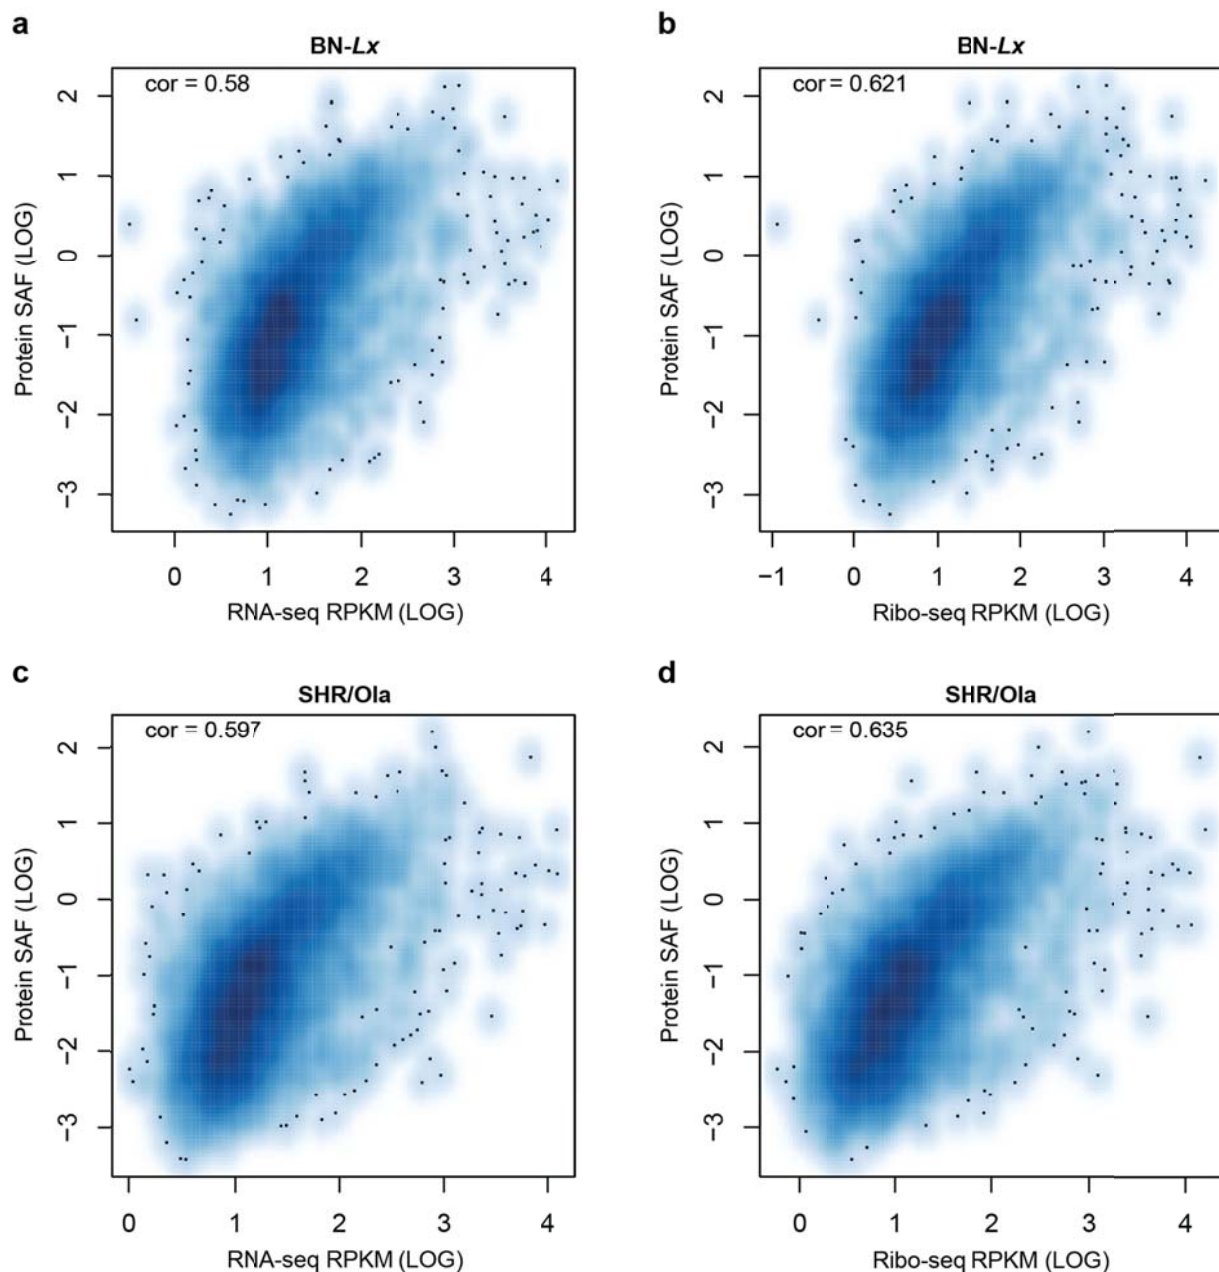 a
BN-Lx
cor = 0.58
2
1
0
−1
−2
−3
Protein SAF (LOG)
0 1 2 3 4
RNA-seq RPKM (LOG)
b
BN-Lx
cor = 0.621
2
1
0
−1
−2
−3
Protein SAF (LOG)
−1 0 1 2 3 4
Ribo-seq RPKM (LOG)
c
SHR/Ola
cor = 0.597
2
1
0
−1
−2
−3
Protein SAF (LOG)
0 1 2 3 4
RNA-seq RPKM (LOG)
d
SHR/Ola
cor = 0.635
2
1
0
−1
−2
−3
Protein SAF (LOG)
0 1 2 3 4
Ribo-seq RPKM (LOG)